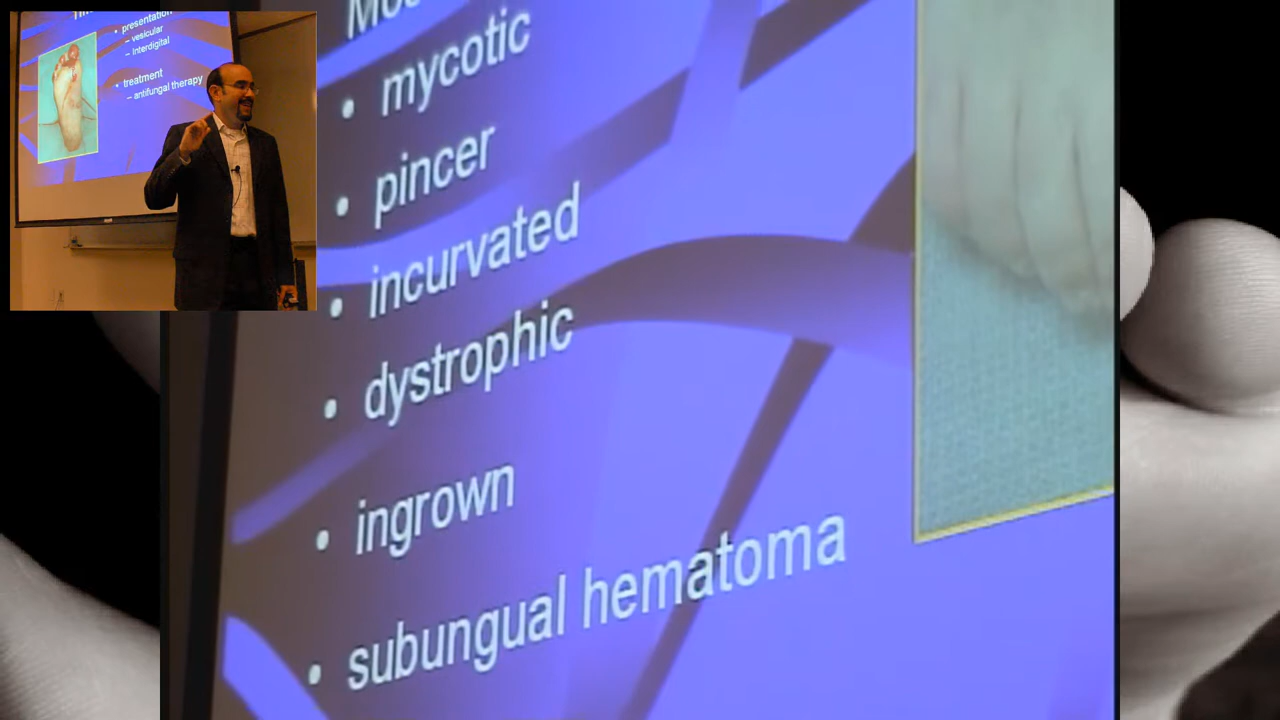 • presentation
– vesicular
– Interdigital
• treatment
– antifungal therapy
• mycotic
• pincer
• incurvated
• dystrophic
• ingrown
• subungual hematoma